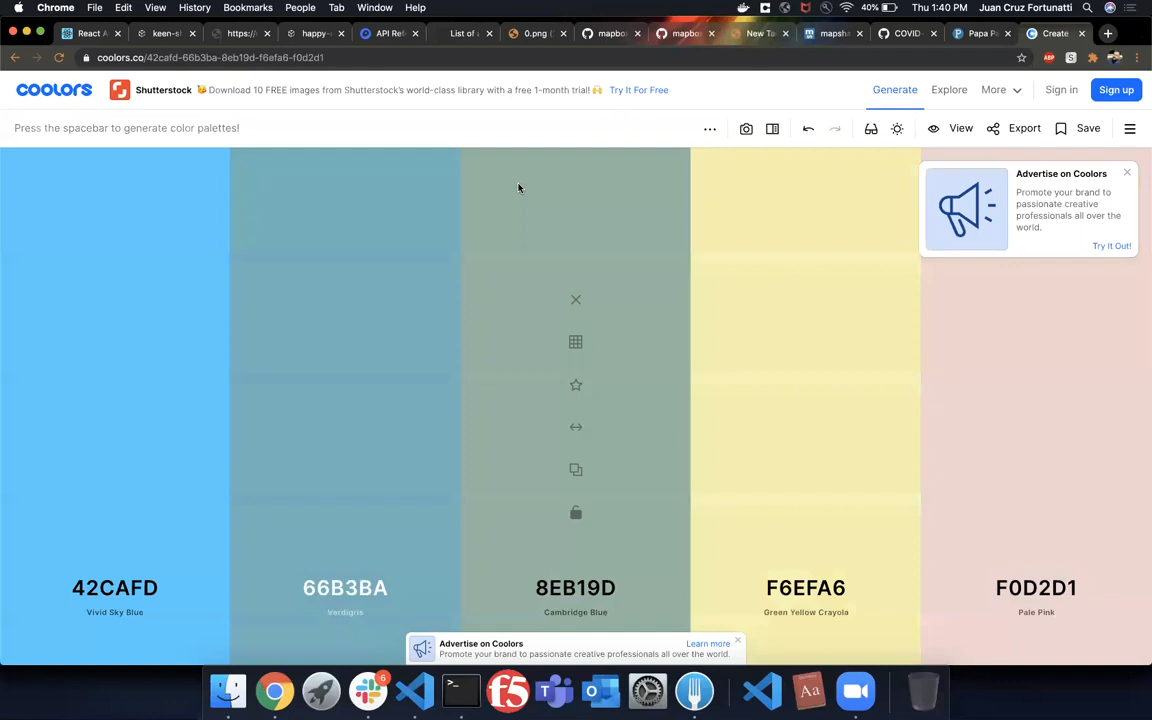 Chrome File Edit View History Bookmarks People Tab Window Help 40% Thu 1:40 PM Juan Cruz Fortunatti
React A keen-s https:// happy- API Ref List of 0.png ( mapbo mapbo New Ta mapsha COVID- Papa P Create
coolors.co/42cafd-66b3ba-8eb19d-f6efa6-f0d2d1 ABP S
coolors Shutterstock Download 10 FREE images from Shutterstock's world-class library with a free 1-month trial! Try It For Free Generate Explore More Sign in Sign up
Press the spacebar to generate color palettes! View Export Save
Advertise on Coolors
Promote your brand to
passionate creative
professionals all over the
world.
Try It Out!
42CAFD 66B3BA 8EB19D F6EFA6 F0D2D1
Vivid Sky Blue Verdigris Cambridge Blue Green Yellow Crayola Pale Pink
Advertise on Coolors Learn more
Promote your brand to passionate creative professionals all over the world.
6
>_ f5 Aa